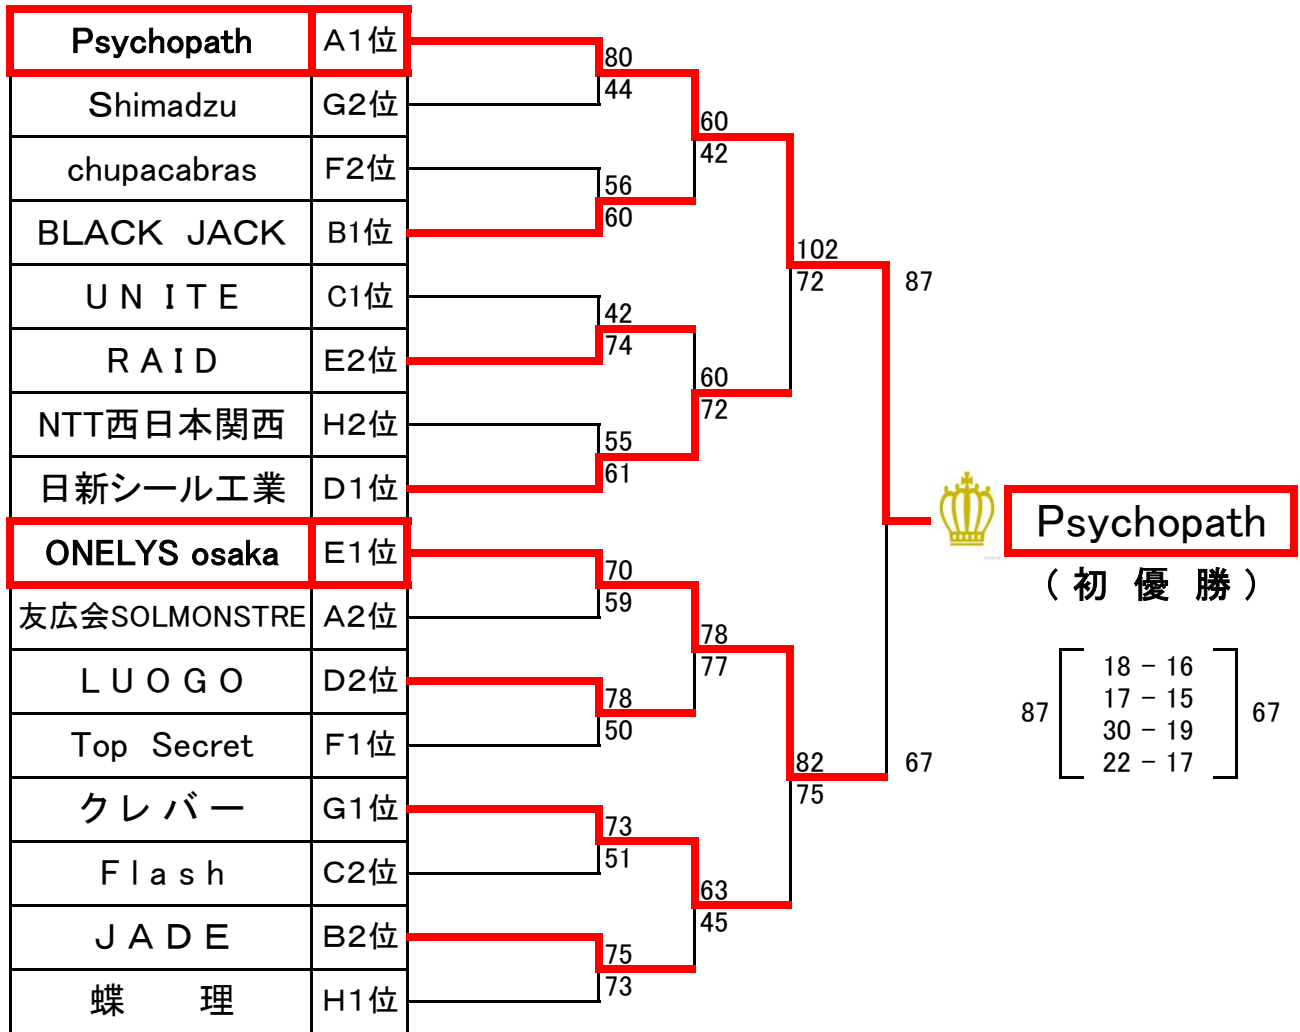 Psychopath A1位
Shimadzu G2位
chupacabras F2位
BLACK JACK B1位
UNITE C1位
RAID E2位
NTT西日本関西 H2位
日新シール工業 D1位
ONELYS osaka E1位
友広会SOLMONSTRE A2位
LUOGO D2位
Top Secret F1位
クレバー G1位
Flash C2位
JADE B2位
蝶 理 H1位
80
44
56
60
42
74
55
61
70
59
78
50
73
51
75
73
60
42
60
72
78
77
63
45
102
72
82
75
87
67
Psychopath
(初 優 勝)
18 - 16
17 - 15
87
67
30 - 19
22 - 17